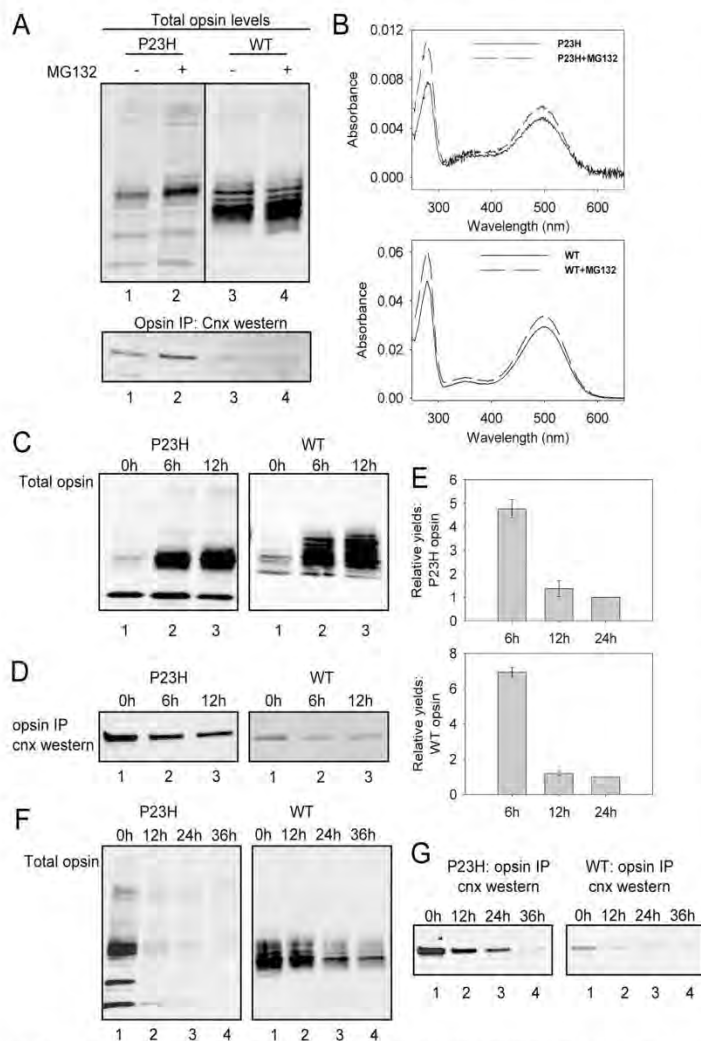 A
Total opsin levels
P23H WT
MG132 - + - +
1 2 3 4
Opsin IP: Cnx western
1 2 3 4
B
0.012
0.008
0.004
0.000
Absorbance
P23H
P23H+MG132
300 400 500 600
Wavelength (nm)
0.06
0.04
0.02
0.00
Absorbance
WT
WT+MG132
300 400 500 600
Wavelength (nm)
C
P23H WT
0h 6h 12h 0h 6h 12h
Total opsin
1 2 3 1 2 3
D
P23H WT
0h 6h 12h 0h 6h 12h
opsin IP
cnx western
1 2 3 1 2 3
E
Relative yields:
P23H opsin
6
5
4
3
2
1
0
6h 12h 24h
Relative yields:
WT opsin
8
6
4
2
0
6h 12h 24h
F
P23H WT
0h 12h 24h 36h 0h 12h 24h 36h
Total opsin
1 2 3 4 1 2 3 4
G
P23H: opsin IP WT: opsin IP
cnx western cnx western
0h 12h 24h 36h 0h 12h 24h 36h
1 2 3 4 1 2 3 4